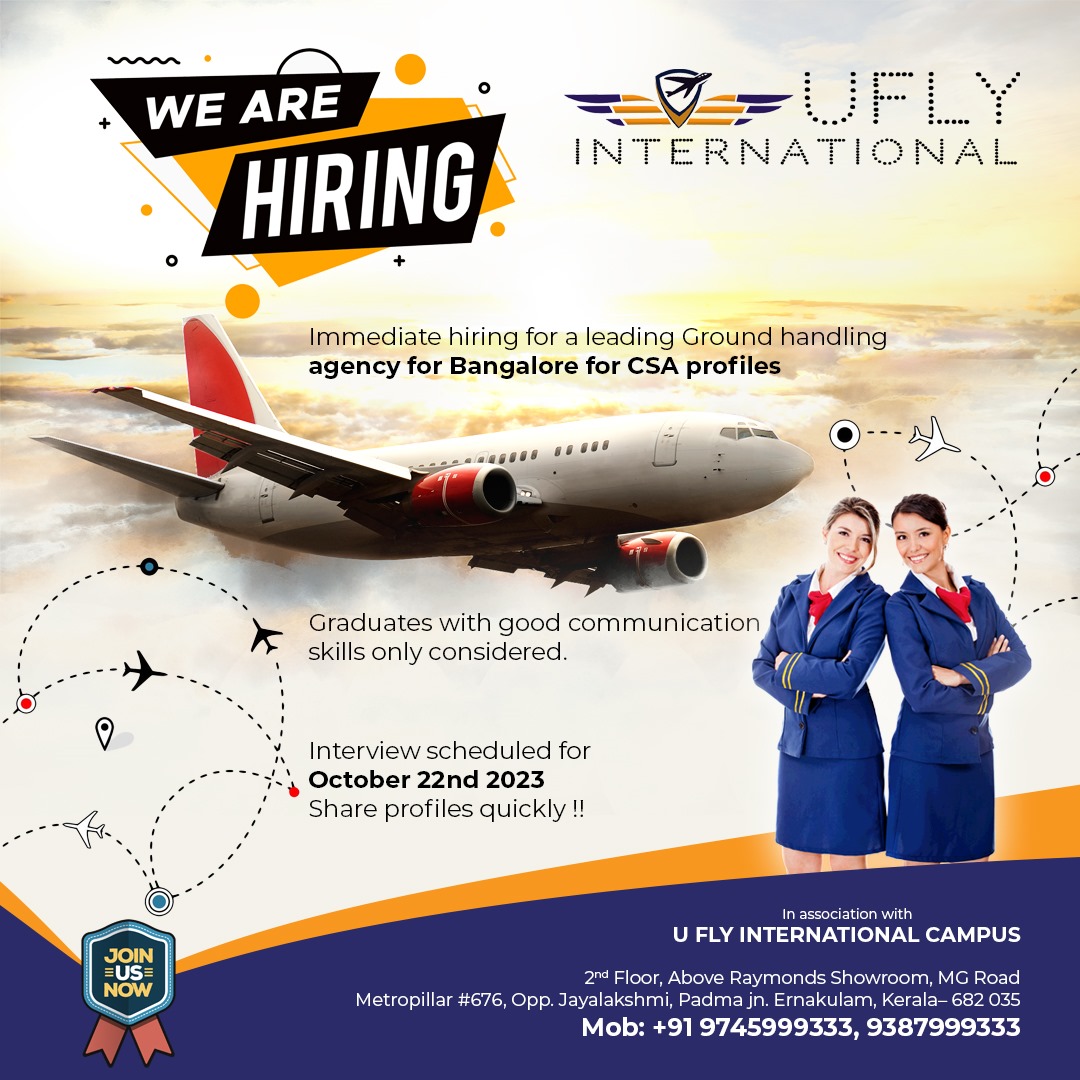 WE ARE
HIRING
UFLY
INTERNATIONAL
Immediate hiring for a leading Ground handling
agency for Bangalore for CSA profiles
Graduates with good communication
skills only considered.
Interview scheduled for
October 22nd 2023
Share profiles quickly !!
JOIN
US
NOW
In association with
U FLY INTERNATIONAL CAMPUS
2nd Floor, Above Raymonds Showroom, MG Road
Metropillar #676, Opp. Jayalakshmi, Padma jn. Ernakulam, Kerala– 682 035
Mob: +91 9745999333, 9387999333